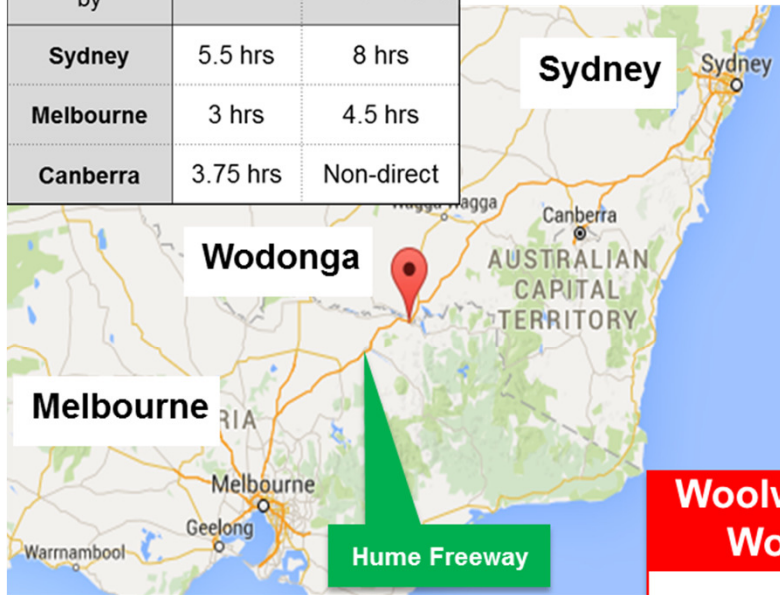 by
Sydney 5.5 hrs 8 hrs
Melbourne 3 hrs 4.5 hrs
Canberra 3.75 hrs Non-direct
Sydney
Sydney
Wagga Wagga
Canberra
Wodonga
AUSTRALIAN
CAPITAL
TERRITORY
Melbourne
RIA
Melbourne
Geelong
Warrnambool
Hume Freeway
Woolw
Wo